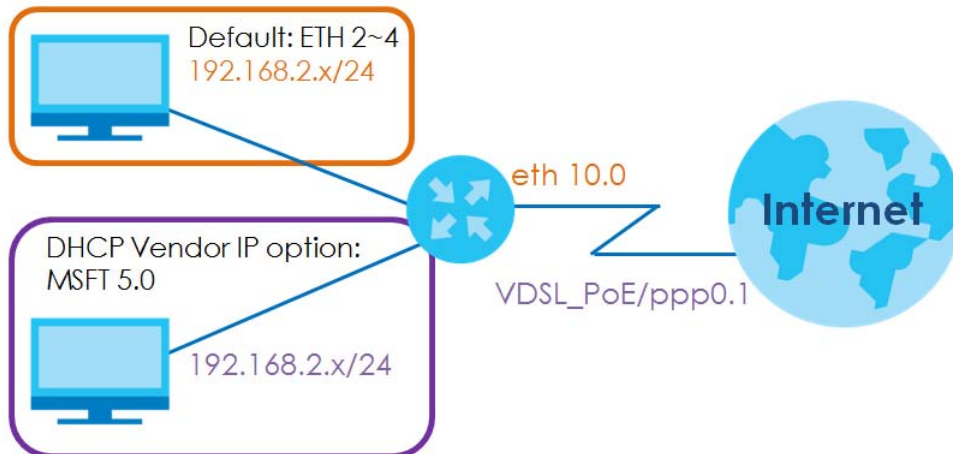 Default: ETH 2~4
192.168.2.x/24
DHCP Vendor IP option:
MSFT 5.0
192.168.2.x/24
eth 10.0
VDSL_PoE/ppp0.1
Internet